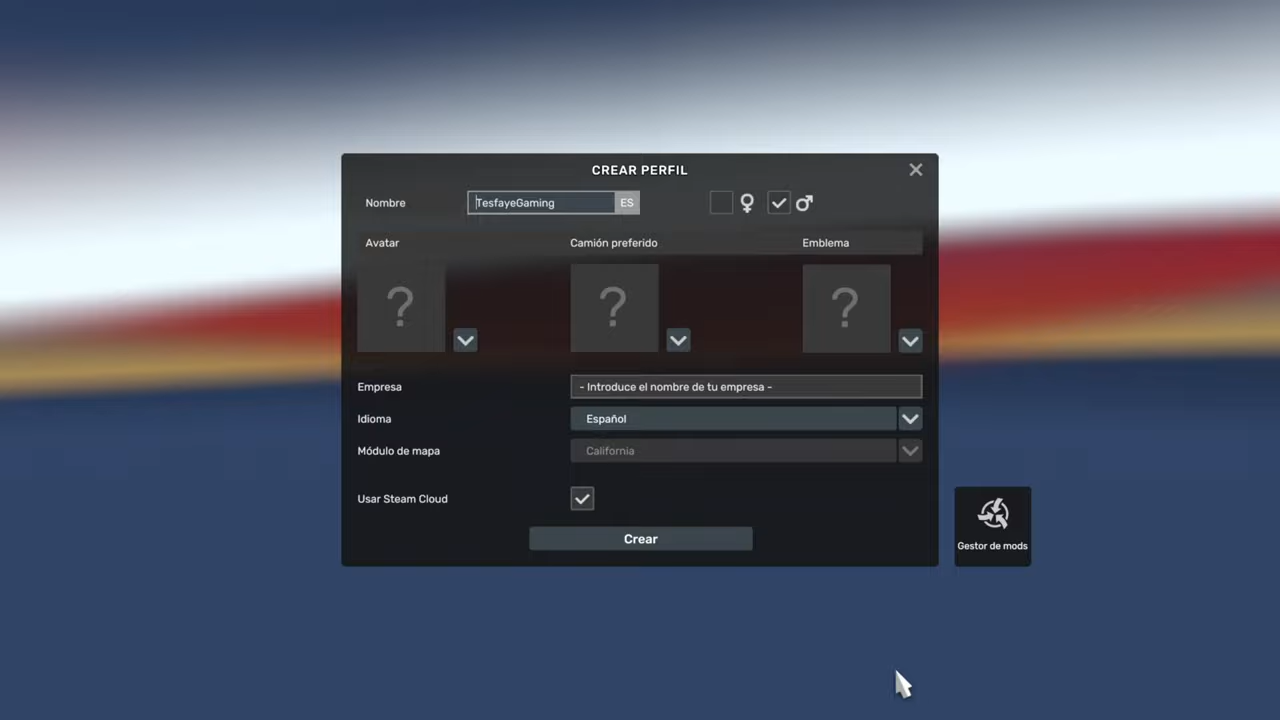 CREAR PERFIL
Nombre TesfayeGaming ES
Avatar Camión preferido Emblema
? ? ?
Empresa - Introduce el nombre de tu empresa -
Idioma Español
Módulo de mapa California
Usar Steam Cloud
Crear
Gestor de mods